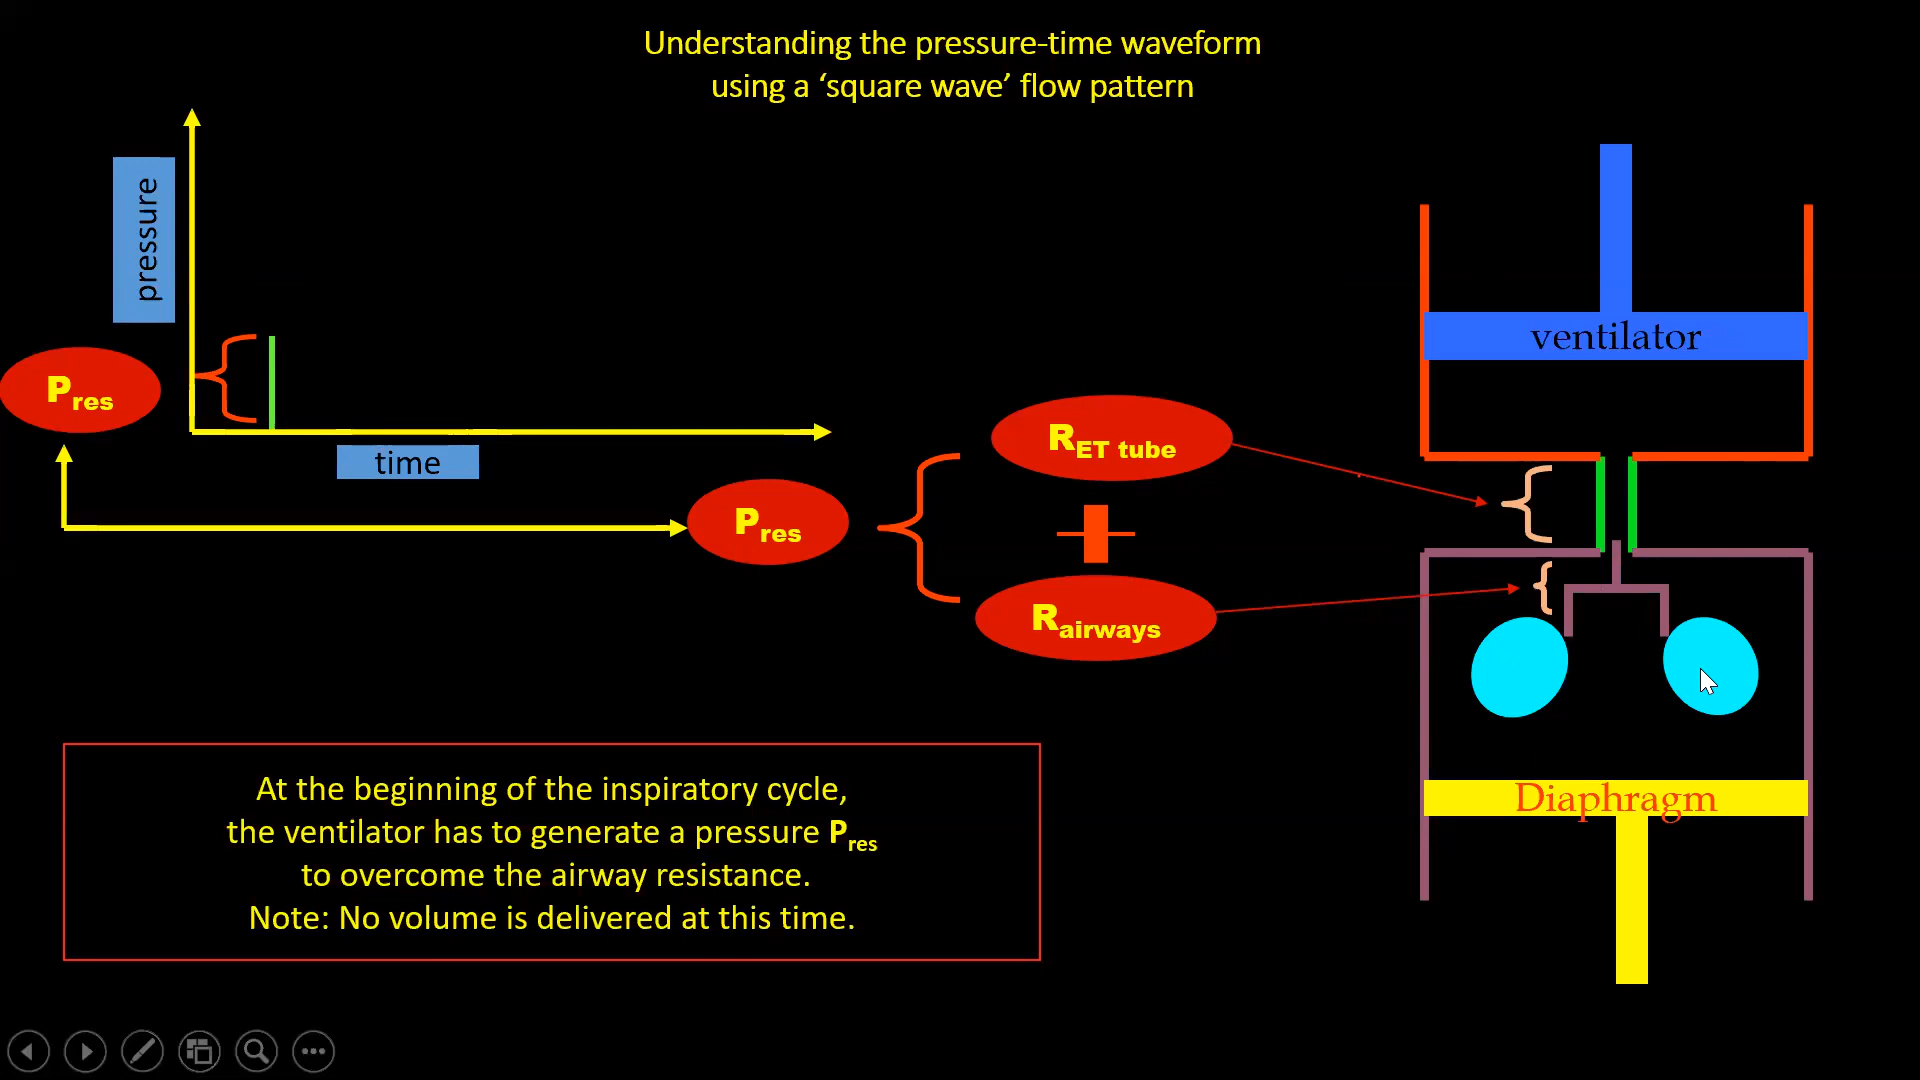 Understanding the pressure-time waveform
using a ‘square wave’ flow pattern
pressure
ventilator
Pres
RET tube
time
Pres
Rairways
At the beginning of the inspiratory cycle,
the ventilator has to generate a pressure Pres
to overcome the airway resistance.
Note: No volume is delivered at this time.
Diaphragm